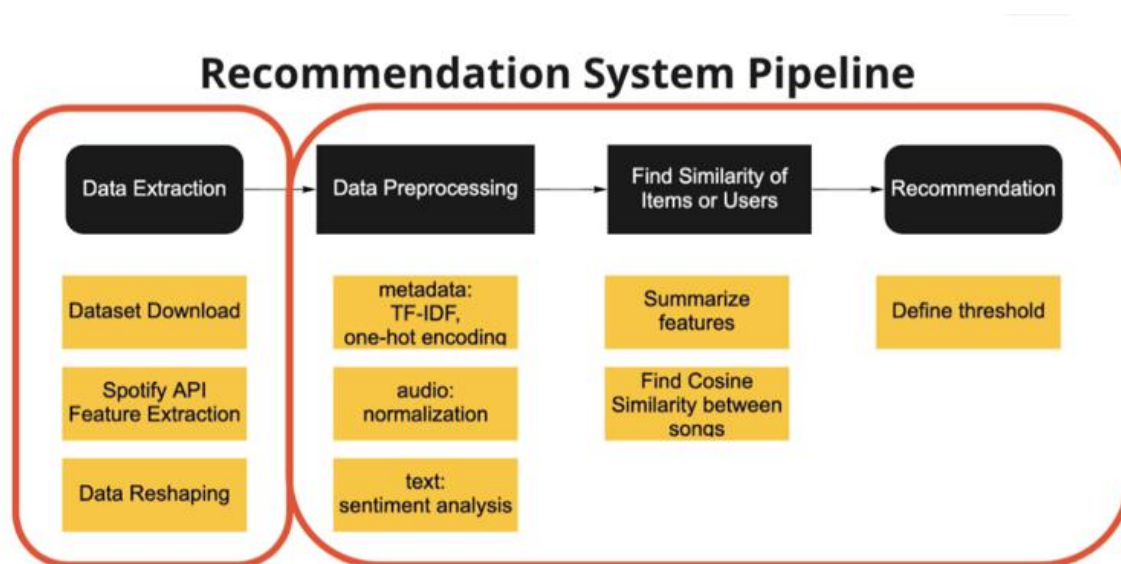 Recommendation System Pipeline
Data Extraction
Data Preprocessing
Find Similarity of
Items or Users
Recommendation
Dataset Download
metadata:
TF-IDF,
one-hot encoding
Summarize
features
Define threshold
Spotify API
Feature Extraction
audio:
normalization
Find Cosine
Similarity between
songs
Data Reshaping
text:
sentiment analysis